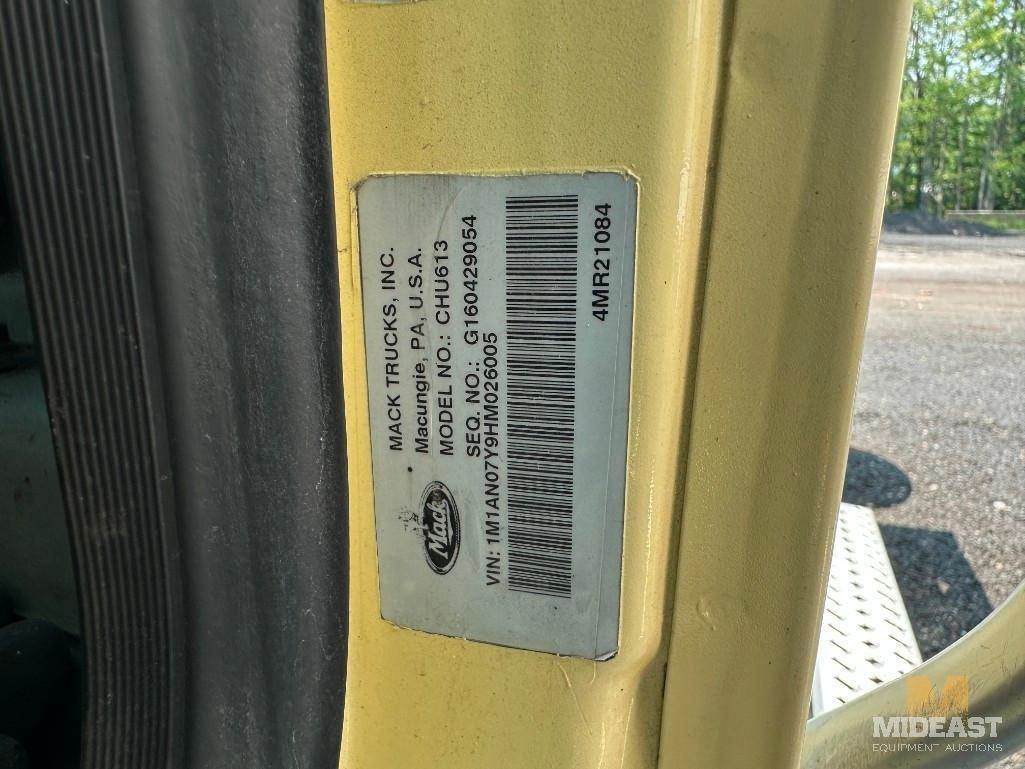 MACK TRUCKS, INC.
Macungie, PA, U.S.A.
MODEL NO.: CHU613
SEQ. NO.: G160429054
Mack
VIN: 1M1AN07Y9HM026005
4MR21084
M
MIDEAST
EQUIPMENT AUCTIONS